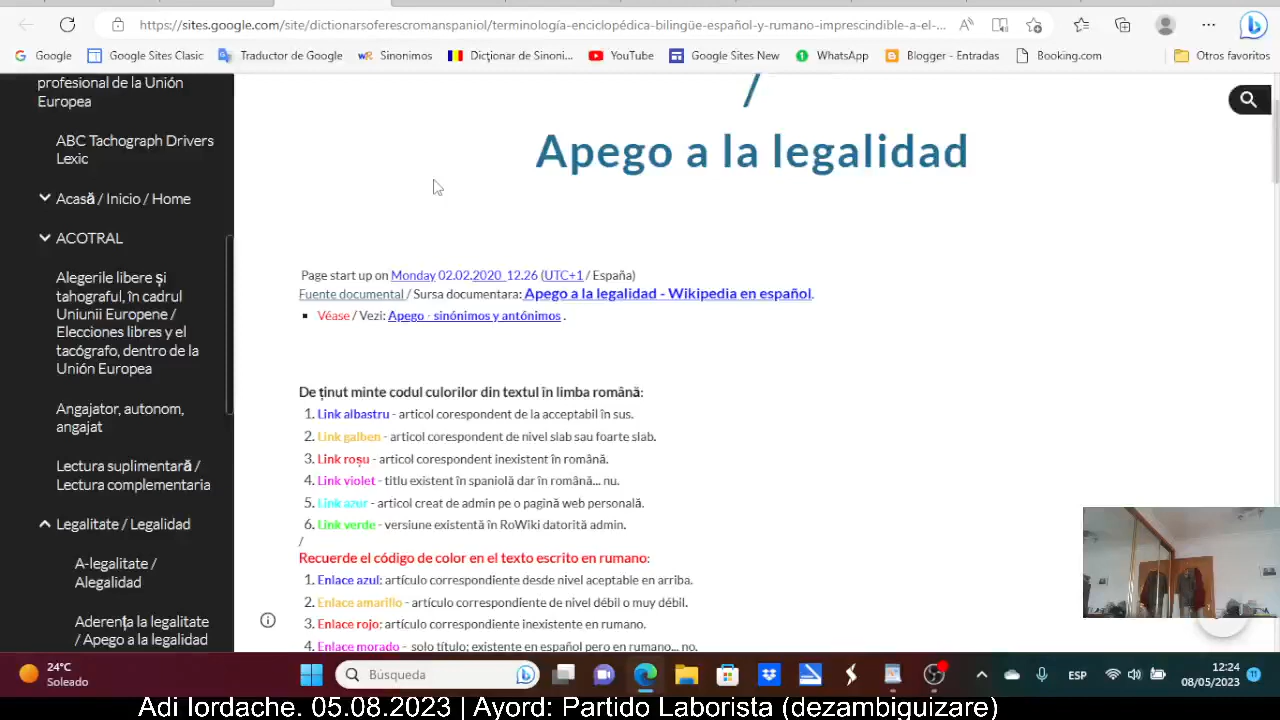 https://sites.google.com/site/dictionarsoferescromanspaniol/terminología-enciclopédica-bilingüe-español-y-rumano-imprescindible-a-el-...
Google
Google Sites Clasic
Traductor de Google
Sinonimos
Dicționar de Sinoni...
YouTube
Google Sites New
WhatsApp
Blogger - Entradas
Booking.com
Otros favoritos
profesional de la Unión
Europea
ABC Tachograph Drivers
Lexic
Acasă / Inicio / Home
ACOTRAL
Alegerile libere și
tahograful, în cadrul
Uniunii Europene /
Elecciones libres y el
tacógrafo, dentro de la
Unión Europea
Angajator, autonom,
angajat
Lectura suplimentară /
Lectura complementaria
Legalitate / Legalidad
A-legalitate /
Alegalidad
Aderența la legalitate
/ Apego a la legalidad
/
Apego a la legalidad
Page start up on Monday 02.02.2020_12.26 (UTC+1 / España)
Fuente documental / Sursa documentara: Apego a la legalidad - Wikipedia en español.
Véase / Vezi: Apego - sinónimos y antónimos .
De ținut minte codul culorilor din textul în limba română:
1. Link albastru - articol corespondent de la acceptabil în sus.
2. Link galben - articol corespondent de nivel slab sau foarte slab.
3. Link roșu - articol corespondent inexistent în română.
4. Link violet - titlu existent în spaniolă dar în română... nu.
5. Link azur - articol creat de admin pe o pagină web personală.
6. Link verde - versiune existentă în RoWiki datorită admin.
/
Recuerde el código de color en el texto escrito en rumano:
1. Enlace azul: artículo correspondiente desde nivel aceptable en arriba.
2. Enlace amarillo - artículo correspondiente de nivel débil o muy débil.
3. Enlace rojo: artículo correspondiente inexistente en rumano.
4. Enlace morado - solo título; existente en español pero en rumano... no.
24°C
Soleado
Búsqueda
ESP
12:24
08/05/2023
Adi Iordache. 05.08.2023 | Ayord: Partido Laborista (dezambiguizare)